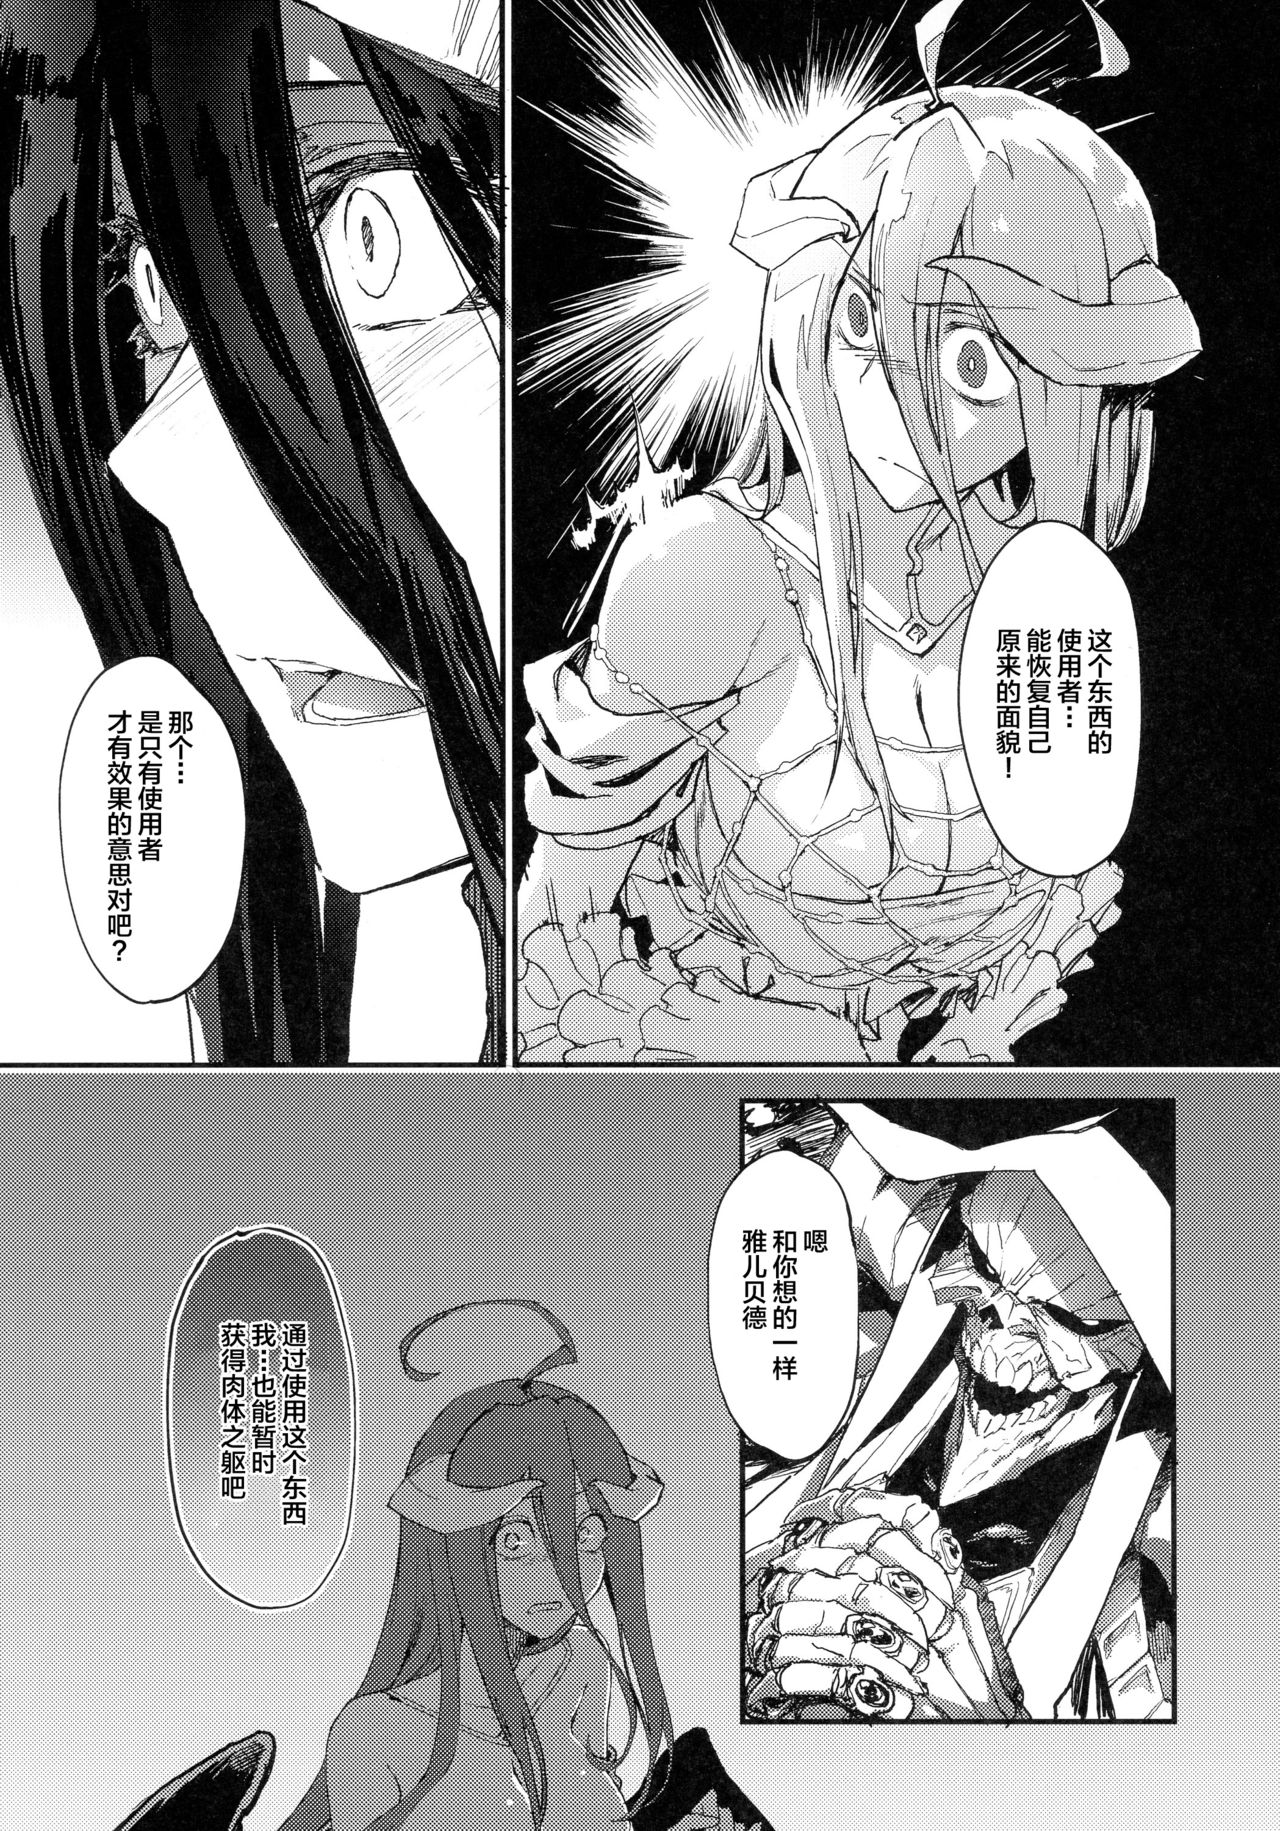 这个东西的
使用者…
能恢复自己
原来的面貌！
那个…
是只有使用者
才有效果的意思对吧？
嗯
和你想的一样
雅儿贝德
通过使用这个东西
我…也能暂时
获得肉体之躯吧